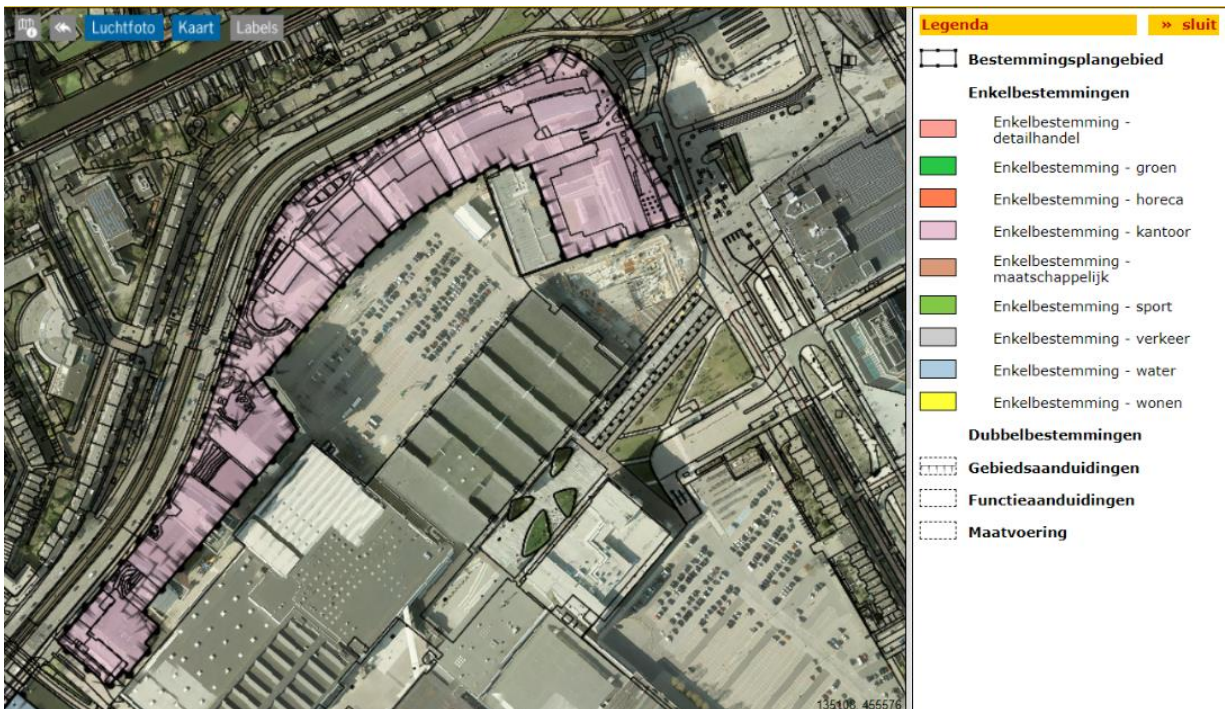 Luchtfoto Kaart Labels
135108 455576
Legenda » sluit
Bestemmingsplangebied
Enkelbestemmingen
Enkelbestemming -
detailhandel
Enkelbestemming - groen
Enkelbestemming - horeca
Enkelbestemming - kantoor
Enkelbestemming -
maatschappelijk
Enkelbestemming - sport
Enkelbestemming - verkeer
Enkelbestemming - water
Enkelbestemming - wonen
Dubbelbestemmingen
Gebiedsaanduidingen
Functieaanduidingen
Maatvoering